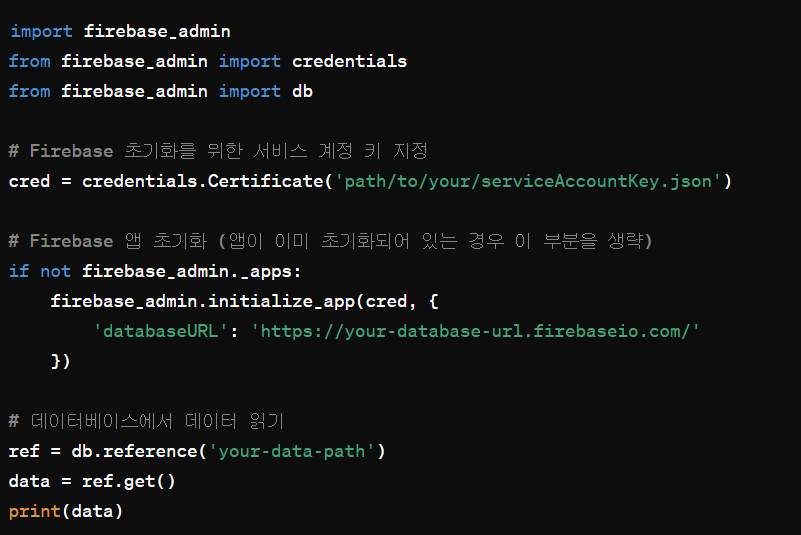 import firebase_admin
from firebase_admin import credentials
from firebase_admin import db
# Firebase 초기화를 위한 서비스 계정 키 지정
cred = credentials.Certificate('path/to/your/serviceAccountKey.json')
# Firebase 앱 초기화 (앱이 이미 초기화되어 있는 경우 이 부분을 생략)
if not firebase_admin._apps:
    firebase_admin.initialize_app(cred, {
        'databaseURL': 'https://your-database-url.firebaseio.com/'
    })
# 데이터베이스에서 데이터 읽기
ref = db.reference('your-data-path')
data = ref.get()
print(data)